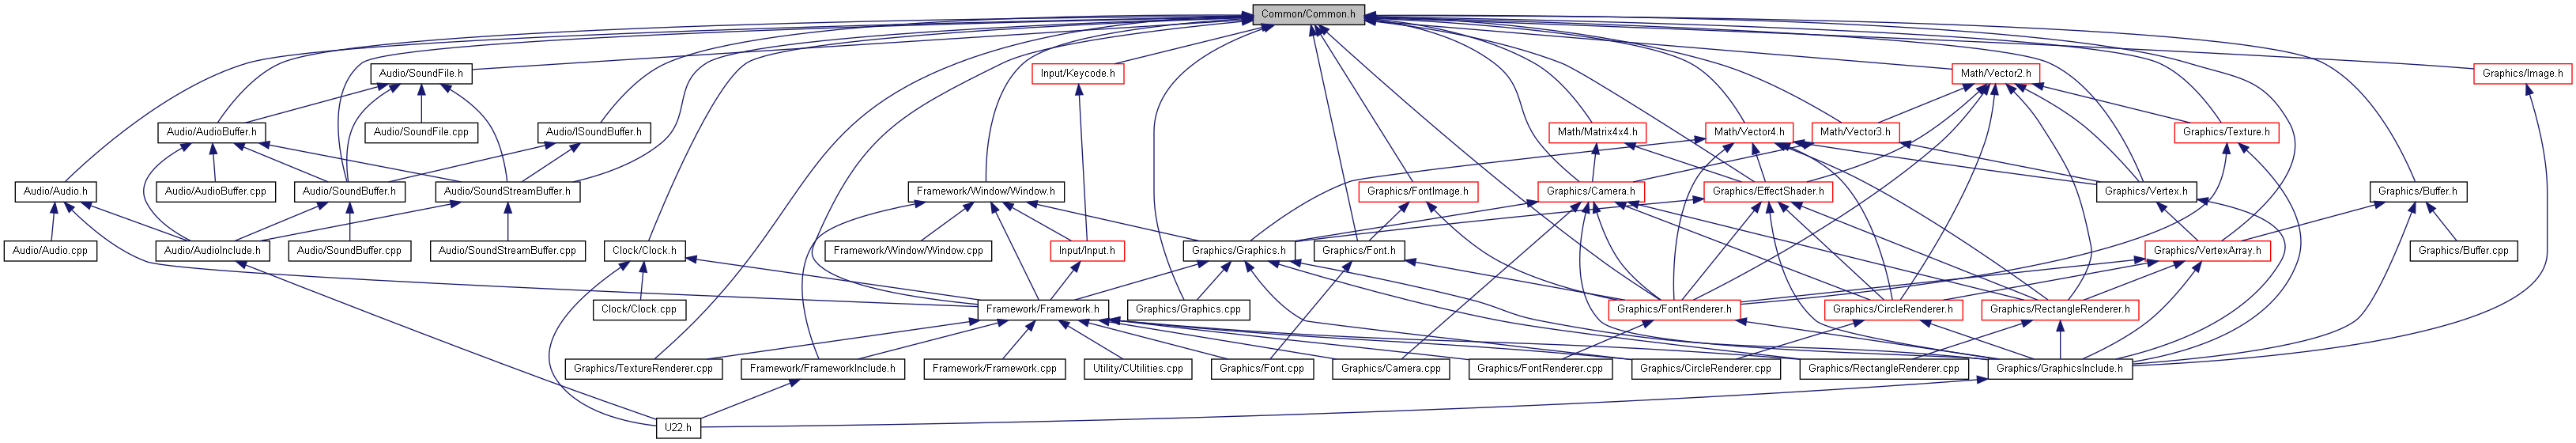 Common/Common.h
Audio/SoundFile.h
Input/Keycode.h
Math/Vector2.h
Graphics/Image.h
Audio/AudioBuffer.h
Audio/SoundFile.cpp
Audio/ISoundBuffer.h
Math/Matrix4x4.h
Math/Vector4.h
Math/Vector3.h
Graphics/Texture.h
Audio/Audio.h
Audio/AudioBuffer.cpp
Audio/SoundBuffer.h
Audio/SoundStreamBuffer.h
Framework/Window/Window.h
Graphics/FontImage.h
Graphics/Camera.h
Graphics/EffectShader.h
Graphics/Vertex.h
Graphics/Buffer.h
Audio/Audio.cpp
Audio/AudioInclude.h
Audio/SoundBuffer.cpp
Audio/SoundStreamBuffer.cpp
Clock/Clock.h
Framework/Window/Window.cpp
Input/Input.h
Graphics/Graphics.h
Graphics/Font.h
Graphics/VertexArray.h
Graphics/Buffer.cpp
Clock/Clock.cpp
Framework/Framework.h
Graphics/Graphics.cpp
Graphics/FontRenderer.h
Graphics/CircleRenderer.h
Graphics/RectangleRenderer.h
Graphics/TextureRenderer.cpp
Framework/FrameworkInclude.h
Framework/Framework.cpp
Utility/CUtilities.cpp
Graphics/Font.cpp
Graphics/Camera.cpp
Graphics/FontRenderer.cpp
Graphics/CircleRenderer.cpp
Graphics/RectangleRenderer.cpp
Graphics/GraphicsInclude.h
U22.h